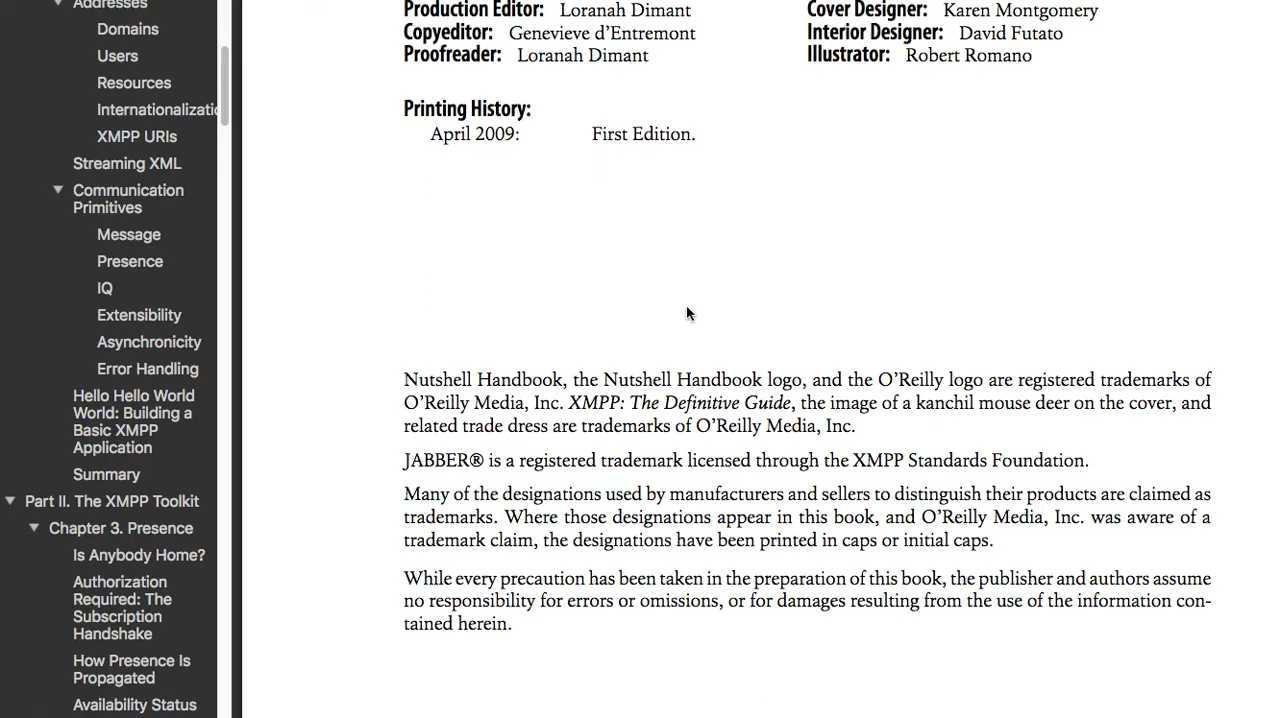 Addresses
Domains
Users
Resources
Internationalizatio
XMPP URIs
Streaming XML
Communication
Primitives
Message
Presence
IQ
Extensibility
Asynchronicity
Error Handling
Hello Hello World
World: Building a
Basic XMPP
Application
Summary
Part II. The XMPP Toolkit
Chapter 3. Presence
Is Anybody Home?
Authorization
Required: The
Subscription
Handshake
How Presence Is
Propagated
Availability Status
Production Editor: Loranah Dimant
Copyeditor: Genevieve d’Entremont
Proofreader: Loranah Dimant
Cover Designer: Karen Montgomery
Interior Designer: David Futato
Illustrator: Robert Romano
Printing History:
April 2009: First Edition.
Nutshell Handbook, the Nutshell Handbook logo, and the O’Reilly logo are registered trademarks of
O’Reilly Media, Inc. XMPP: The Definitive Guide, the image of a kanchil mouse deer on the cover, and
related trade dress are trademarks of O’Reilly Media, Inc.
JABBER® is a registered trademark licensed through the XMPP Standards Foundation.
Many of the designations used by manufacturers and sellers to distinguish their products are claimed as
trademarks. Where those designations appear in this book, and O’Reilly Media, Inc. was aware of a
trademark claim, the designations have been printed in caps or initial caps.
While every precaution has been taken in the preparation of this book, the publisher and authors assume
no responsibility for errors or omissions, or for damages resulting from the use of the information con-
tained herein.